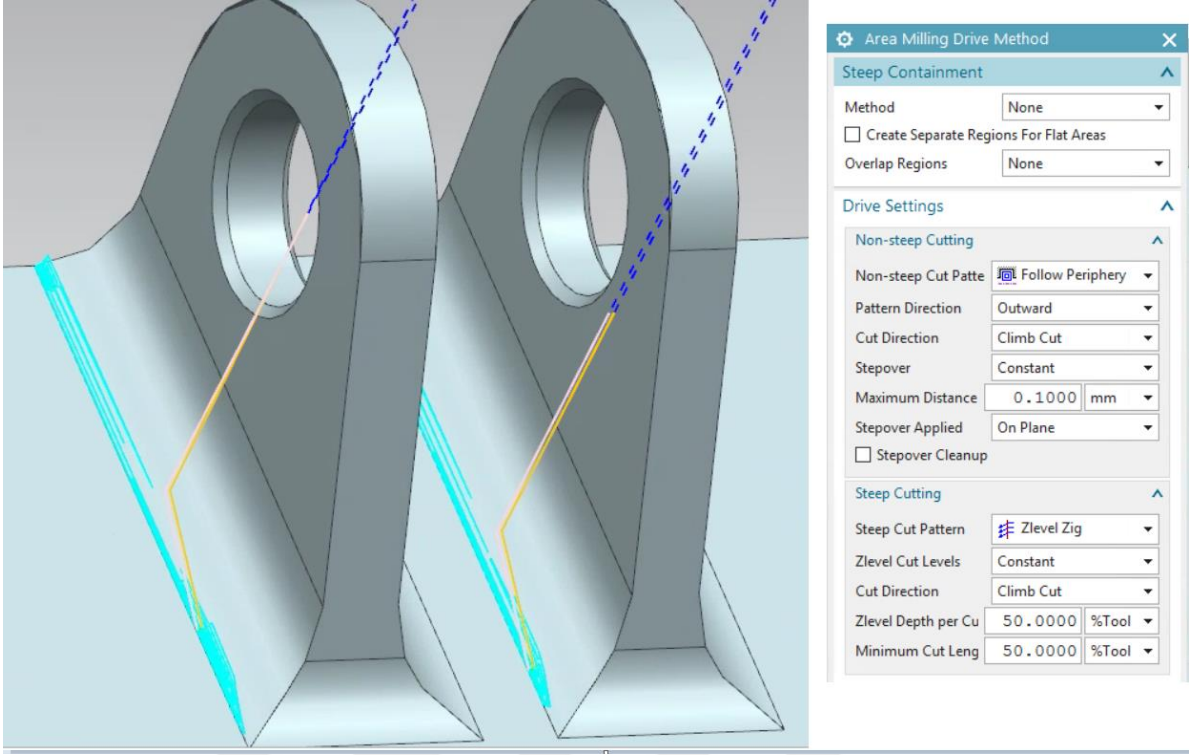 Area Milling Drive Method
Steep Containment
Method None
Create Separate Regions For Flat Areas
Overlap Regions None
Drive Settings
Non-steep Cutting
Non-steep Cut Patte Follow Periphery
Pattern Direction Outward
Cut Direction Climb Cut
Stepover Constant
Maximum Distance 0.1000 mm
Stepover Applied On Plane
Stepover Cleanup
Steep Cutting
Steep Cut Pattern Zlevel Zig
Zlevel Cut Levels Constant
Cut Direction Climb Cut
Zlevel Depth per Cu 50.0000 %Tool
Minimum Cut Leng 50.0000 %Tool